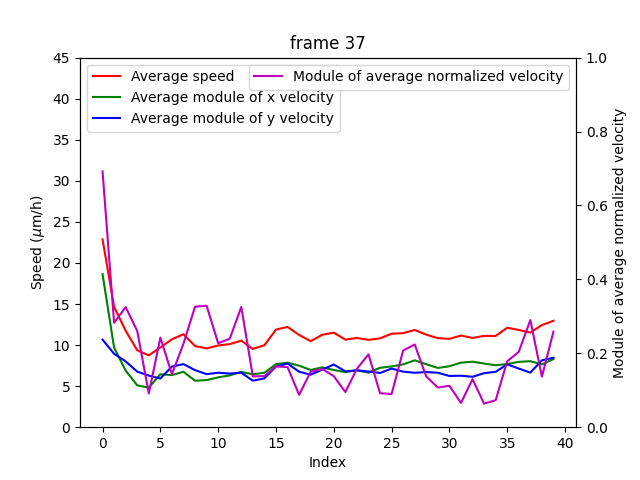 frame 37
Average speed
Average module of x velocity
Average module of y velocity
Module of average normalized velocity
45
40
35
30
25
20
15
10
5
0
Speed (μm/h)
1.0
0.8
0.6
0.4
0.2
0.0
Module of average normalized velocity
0 5 10 15 20 25 30 35 40
Index